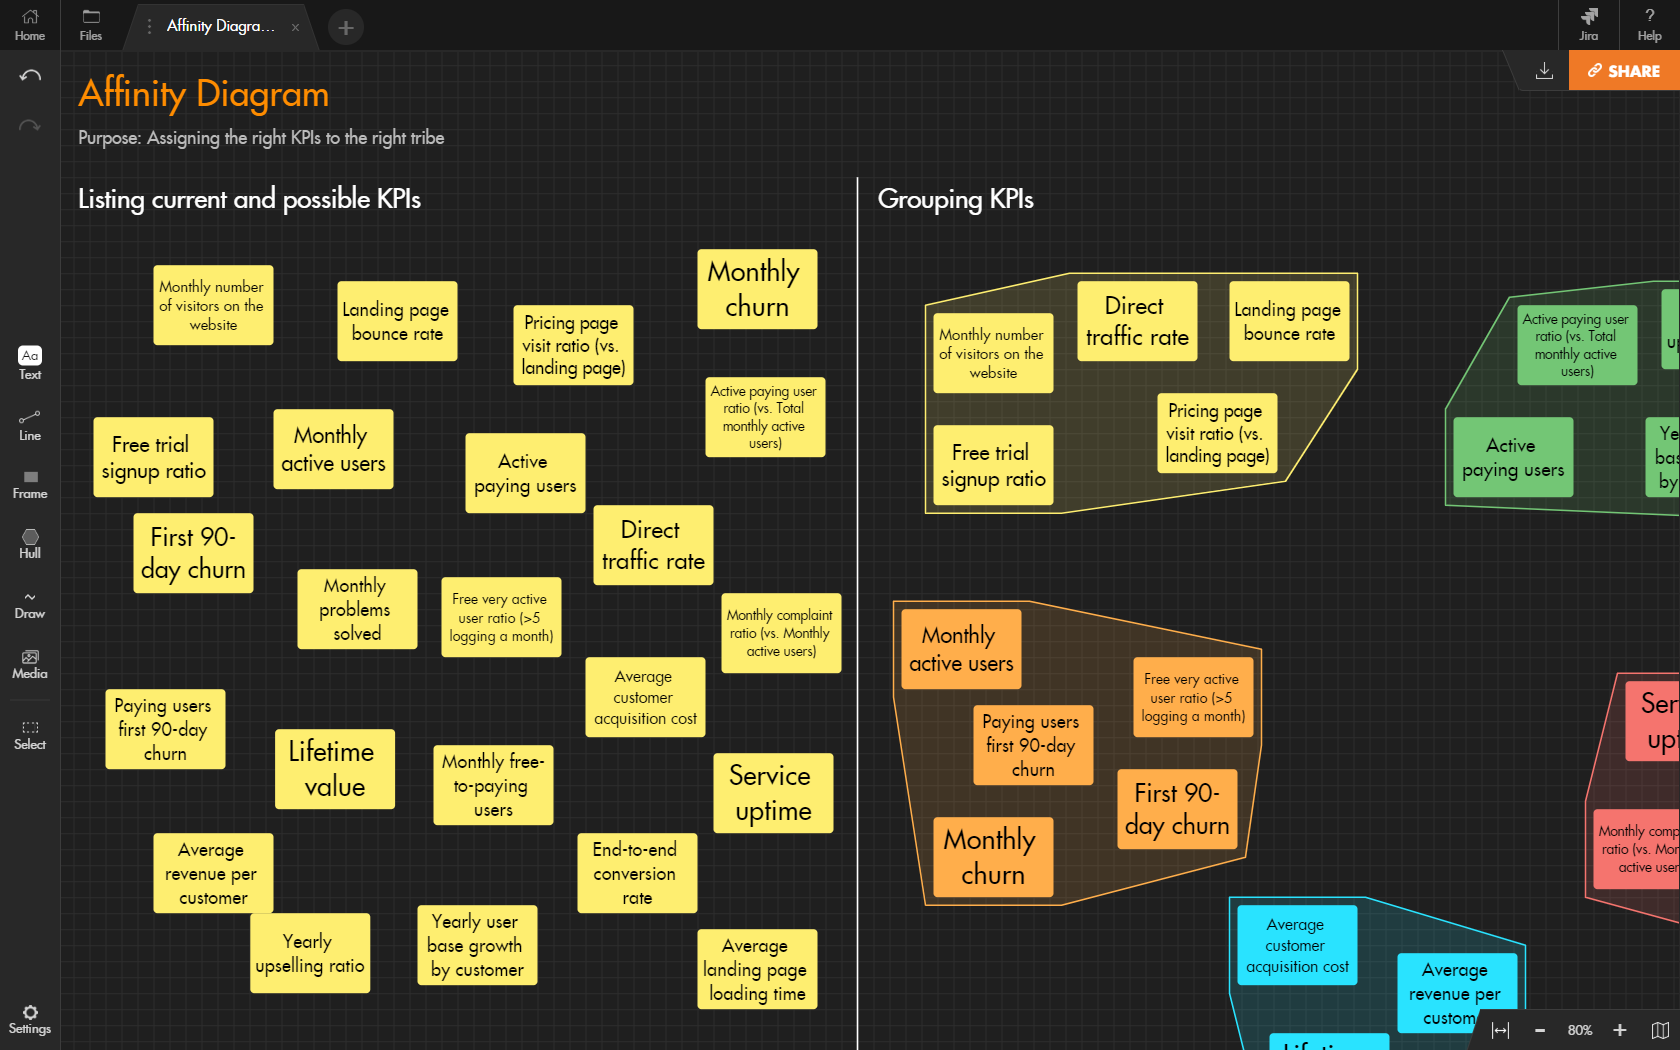 Home
Files
Affinity Diagra...
x
Jira
?
Help
SHARE
Aa
Text
Line
Frame
Hull
Draw
Media
Select
Settings
Affinity Diagram
Purpose: Assigning the right KPIs to the right tribe
Listing current and possible KPIs
Monthly number
of visitors on the
website
Landing page
bounce rate
Pricing page
visit ratio (vs.
landing page)
Monthly
churn
Active paying user
ratio (vs. Total
monthly active
users)
Free trial
signup ratio
Monthly
active users
Active
paying users
First 90-
day churn
Direct
traffic rate
Monthly
problems
solved
Free very active
user ratio (>5
logging a month)
Monthly complaint
ratio (vs. Monthly
active users)
Average
customer
acquisition cost
Paying users
first 90-day
churn
Lifetime
value
Monthly free-
to-paying
users
Service
uptime
Average
revenue per
customer
End-to-end
conversion
rate
Yearly
upselling ratio
Yearly user
base growth
by customer
Average
landing page
loading time
Grouping KPIs
Monthly number
of visitors on the
website
Direct
traffic rate
Landing page
bounce rate
Pricing page
visit ratio (vs.
landing page)
Free trial
signup ratio
Active paying user
ratio (vs. Total
monthly active
users)
Active
paying users
Ye
bas
by
Monthly
active users
Free very active
user ratio (>5
logging a month)
Paying users
first 90-day
churn
First 90-
day churn
Monthly
churn
Ser
upt
Monthly comp
ratio (vs. Mon
active user
Average
customer
acquisition cost
Average
revenue per
custom
80%